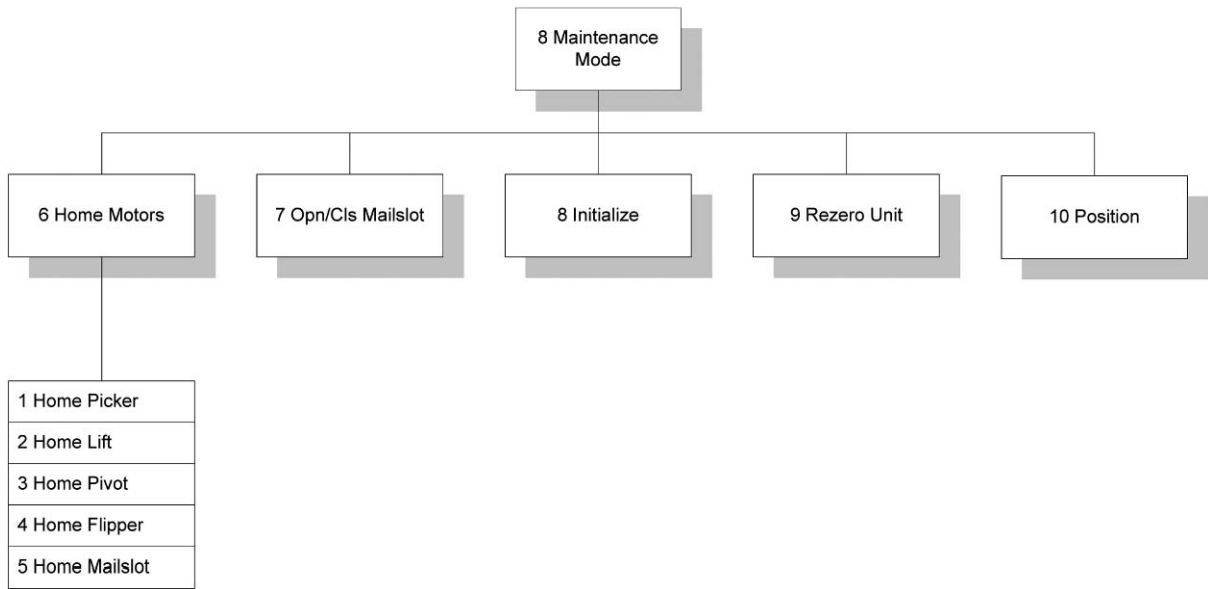 8 Maintenance
Mode
6 Home Motors
7 Opn/Cls Mailslot
8 Initialize
9 Rezero Unit
10 Position
1 Home Picker
2 Home Lift
3 Home Pivot
4 Home Flipper
5 Home Mailslot